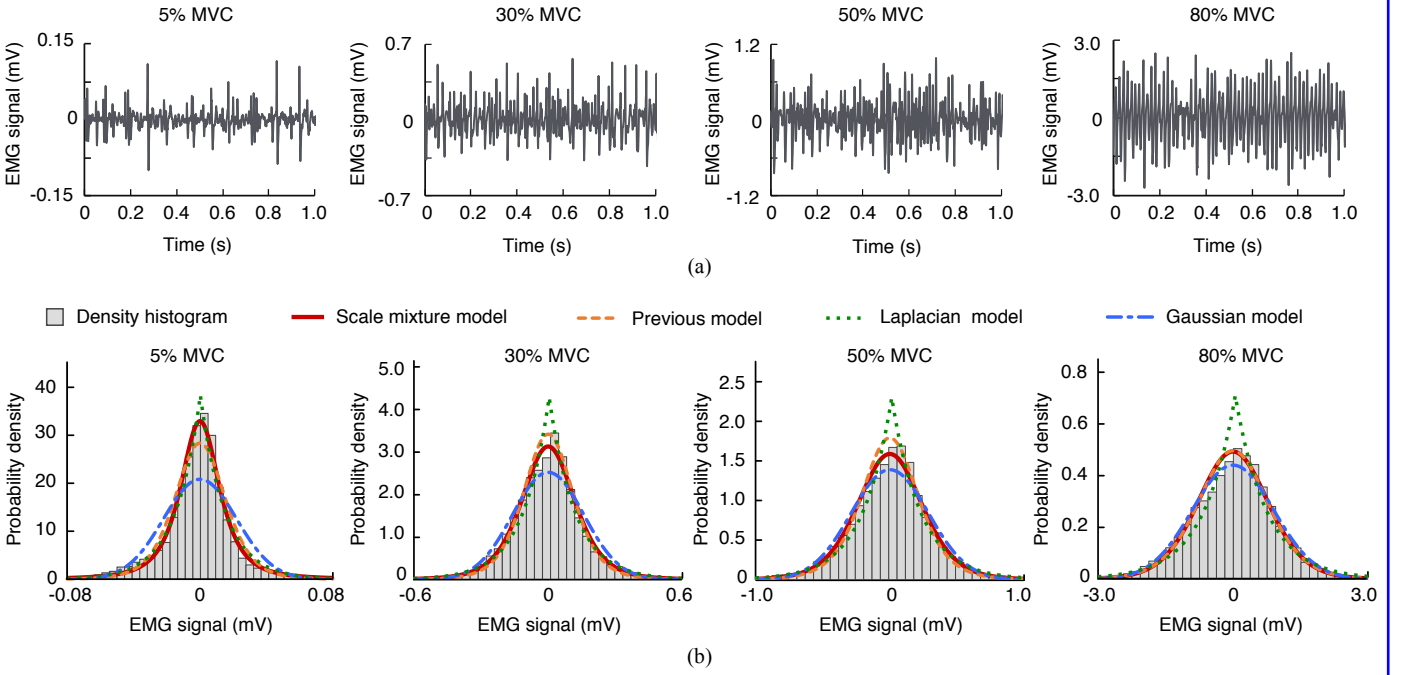 5% MVC 30% MVC 50% MVC 80% MVC
EMG signal (mV)
0.15
0
-0.15
0 0.2 0.4 0.6 0.8 1.0
Time (s)
EMG signal (mV)
0.7
0
-0.7
0 0.2 0.4 0.6 0.8 1.0
Time (s)
EMG signal (mV)
1.2
0
-1.2
0 0.2 0.4 0.6 0.8 1.0
Time (s)
EMG signal (mV)
3.0
0
-3.0
0 0.2 0.4 0.6 0.8 1.0
Time (s)
(a)
Density histogram Scale mixture model Previous model Laplacian model Gaussian model
5% MVC 30% MVC 50% MVC 80% MVC
Probability density
40
30
20
10
0
-0.08 0 0.08
EMG signal (mV)
Probability density
5.0
4.0
3.0
2.0
1.0
0
-0.6 0 0.6
EMG signal (mV)
Probability density
2.5
2.0
1.5
1.0
0.5
0
-1.0 0 1.0
EMG signal (mV)
Probability density
0.8
0.6
0.4
0.2
0
-3.0 0 3.0
EMG signal (mV)
(b)